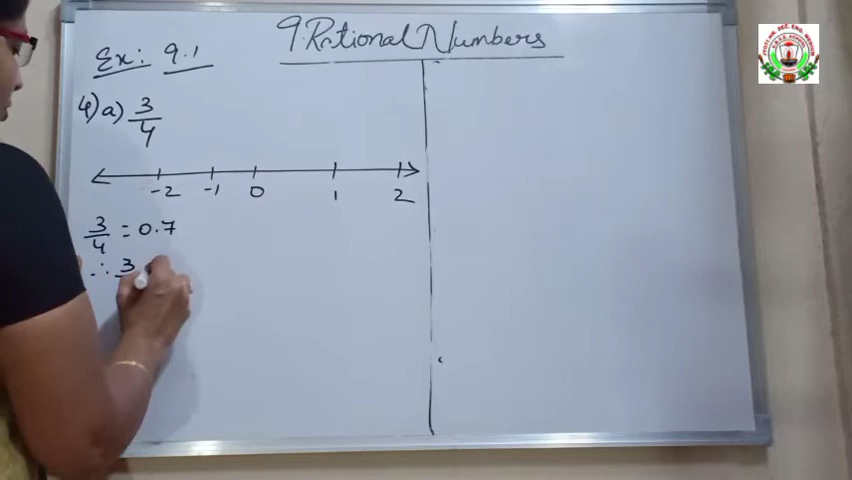 9. Rational Numbers
Ex: 9.1
4) a) 3/4
-2 -1 0 1 2
3/4 = 0.7
∴ 3